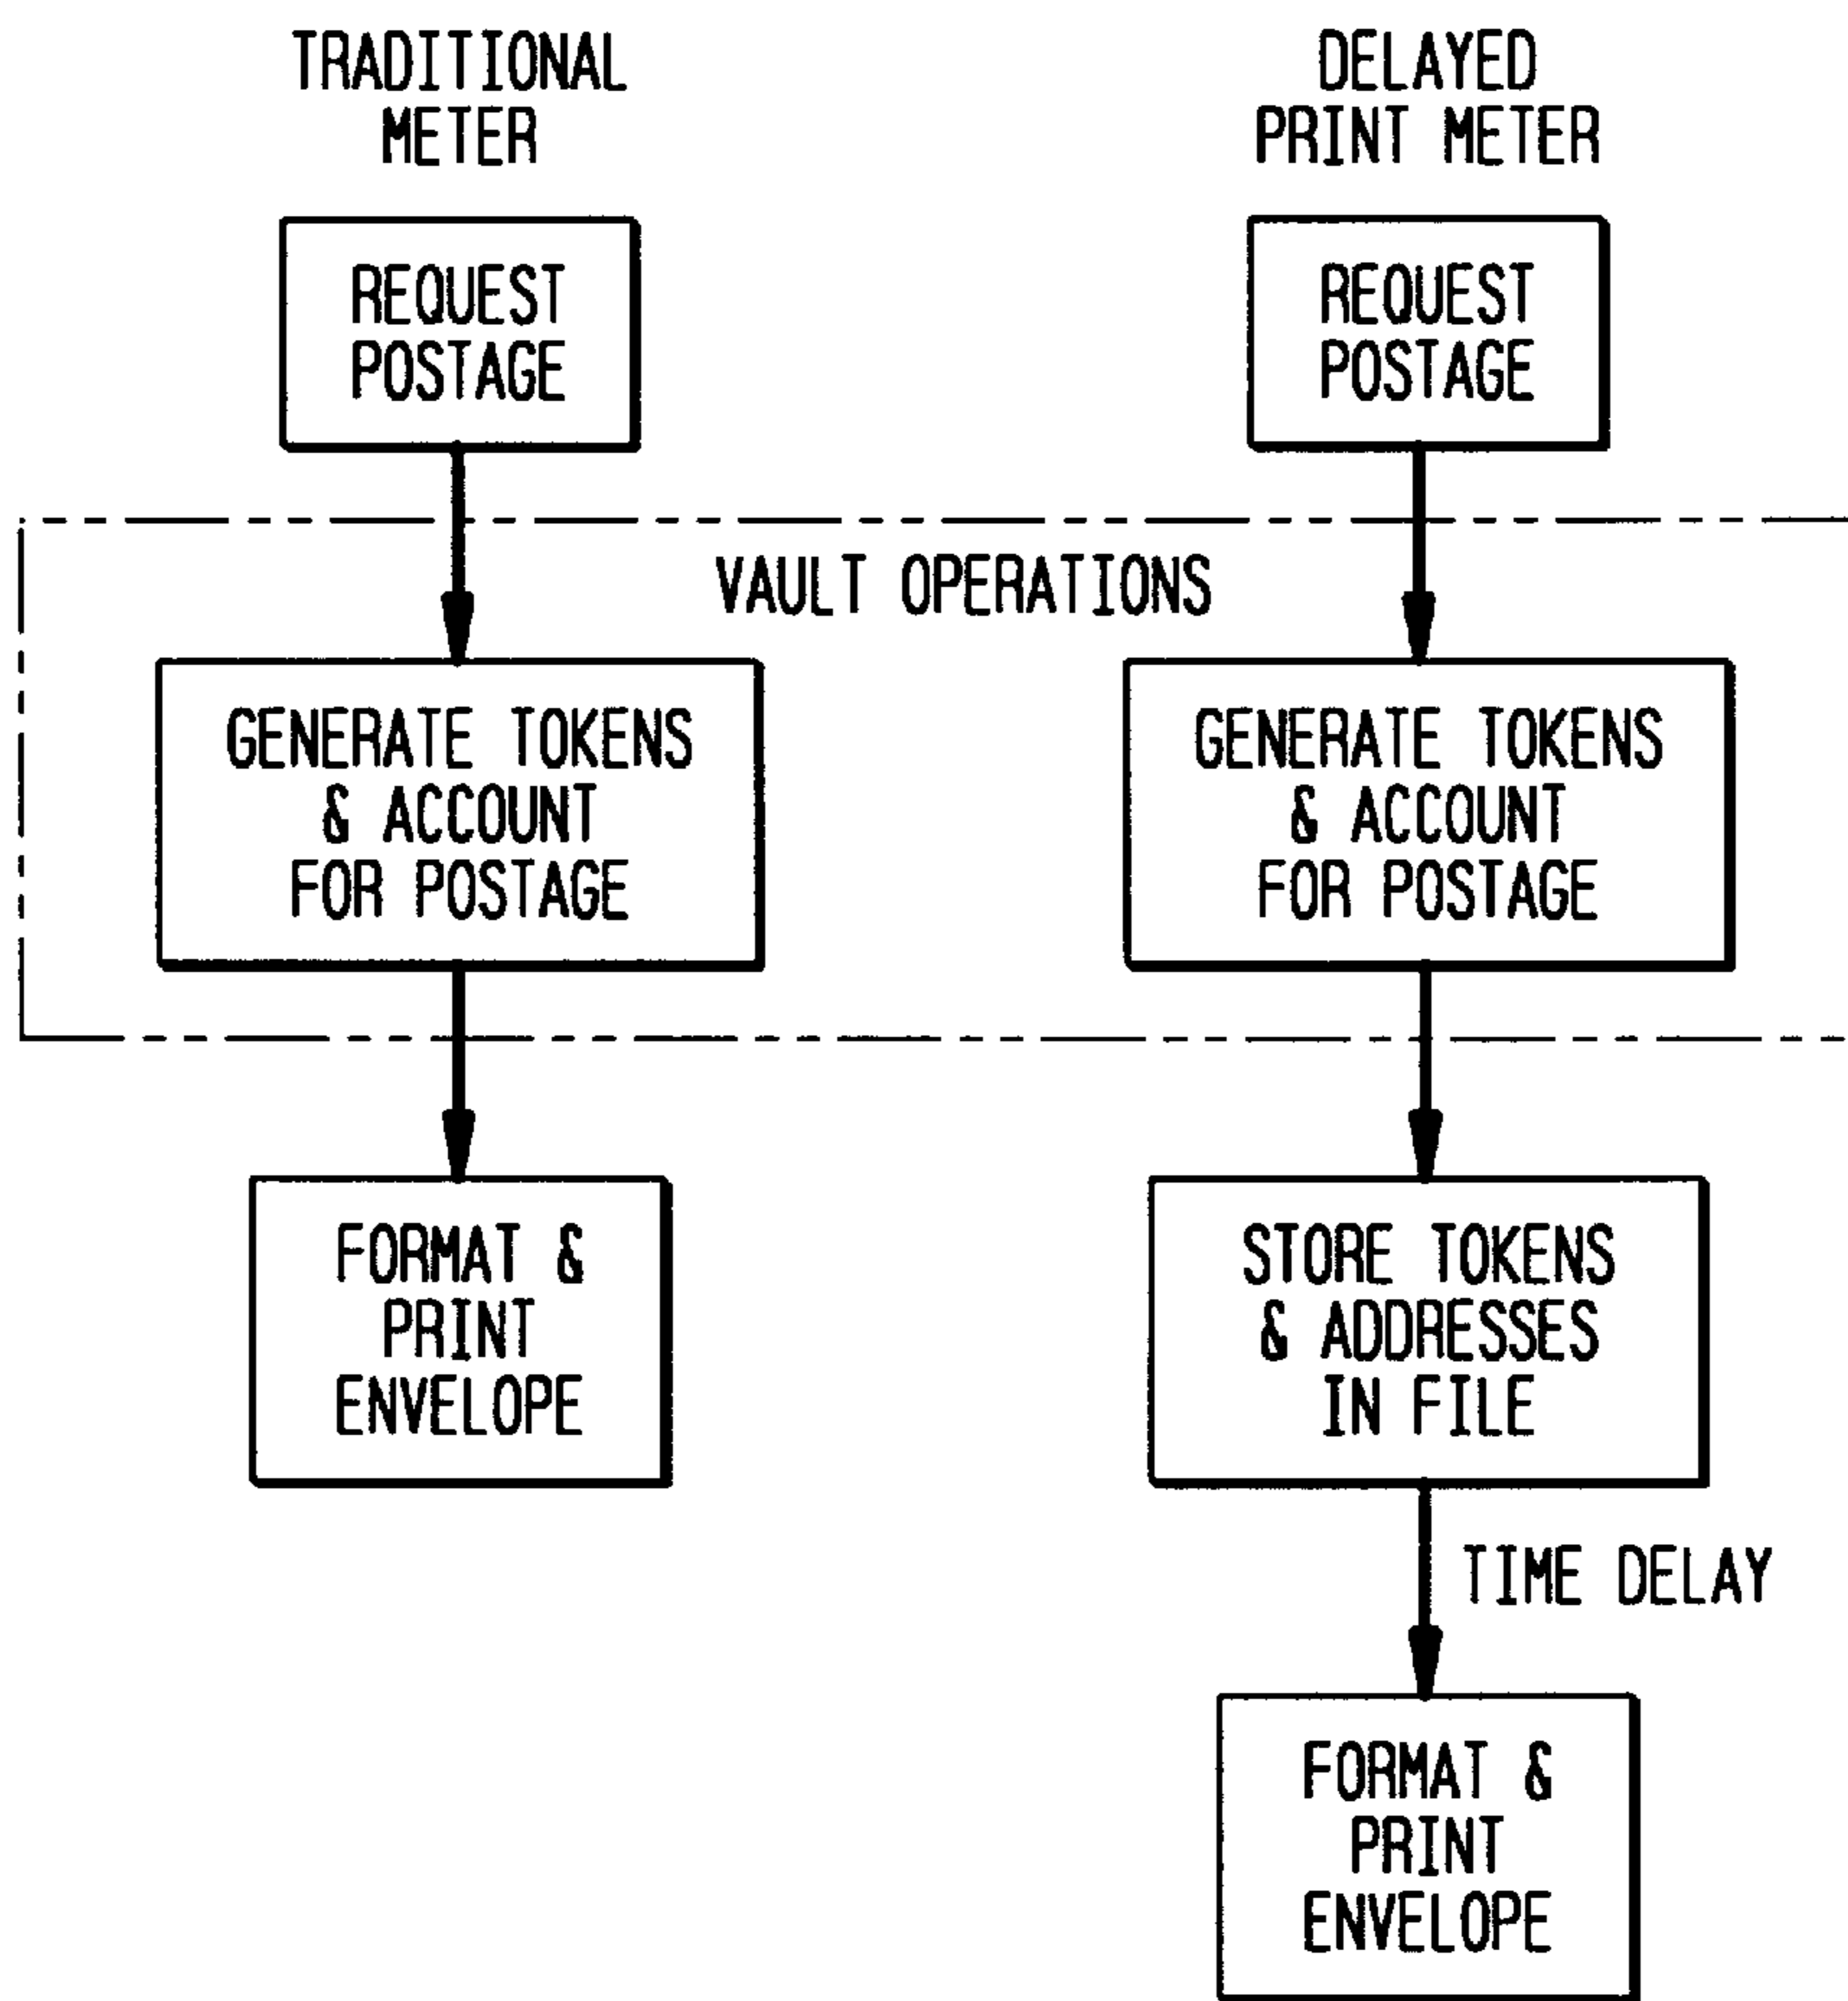 TRADITIONAL
METER
REQUEST
POSTAGE
GENERATE TOKENS
& ACCOUNT
FOR POSTAGE
FORMAT &
PRINT
ENVELOPE
VAULT OPERATIONS
DELAYED
PRINT METER
REQUEST
POSTAGE
GENERATE TOKENS
& ACCOUNT
FOR POSTAGE
STORE TOKENS
& ADDRESSES
IN FILE
TIME DELAY
FORMAT &
PRINT
ENVELOPE